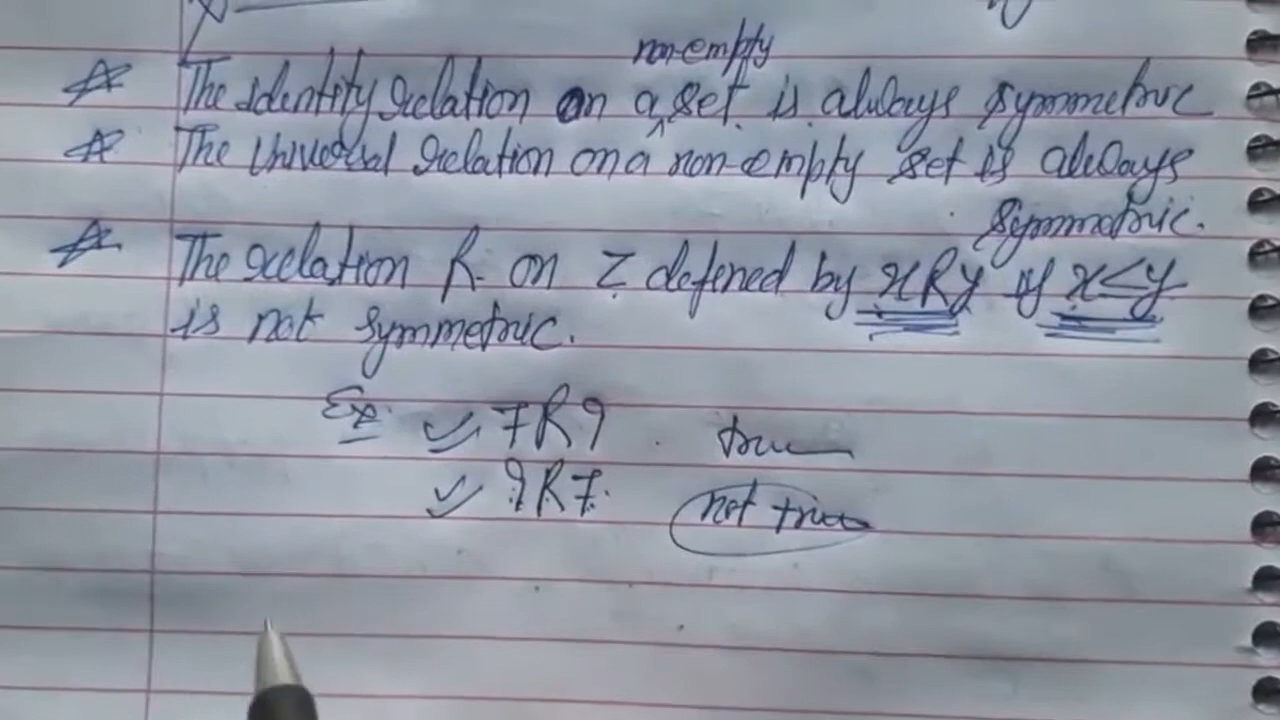 non-empty
☆ The identity relation on a ^ set is always symmetric
☆ The universal relation on a non-empty set is always
symmetric.
☆ The relation R on Z defined by xRy if x<y
is not symmetric.
Ex. 7R9 true
9R7. not true